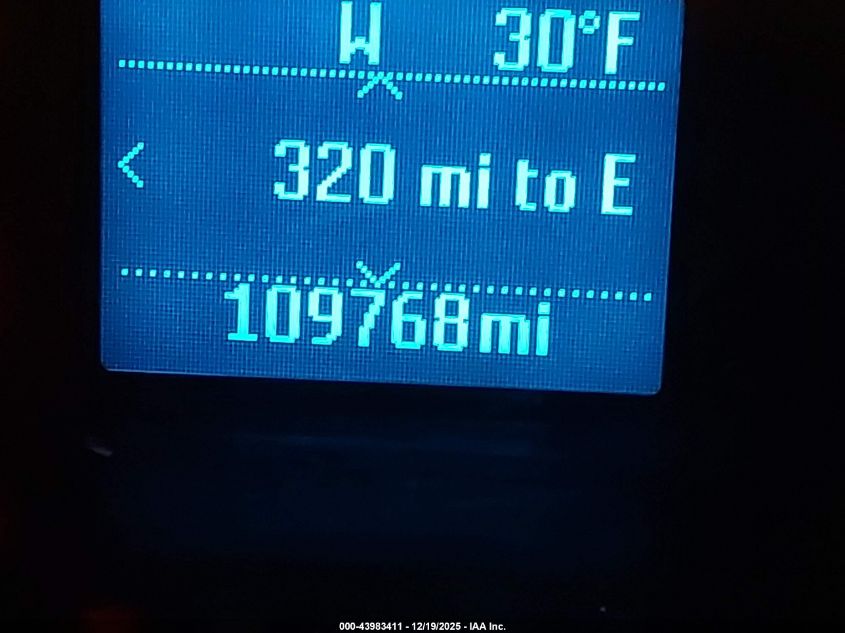 W 30°F
< 320 mi to E
109768mi
000-43983411 - 12/19/2025 - IAA Inc.